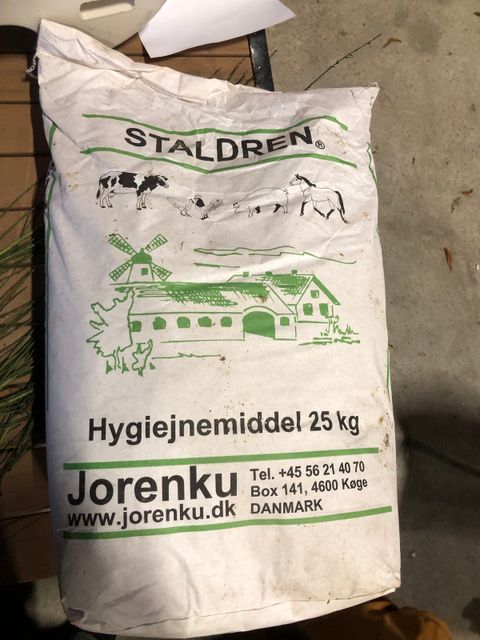 STALDREN®
Hygiejnemiddel 25 kg
Jorenku
www.jorenku.dk
Tel. +45 56 21 40 70
Box 141, 4600 Køge
DANMARK